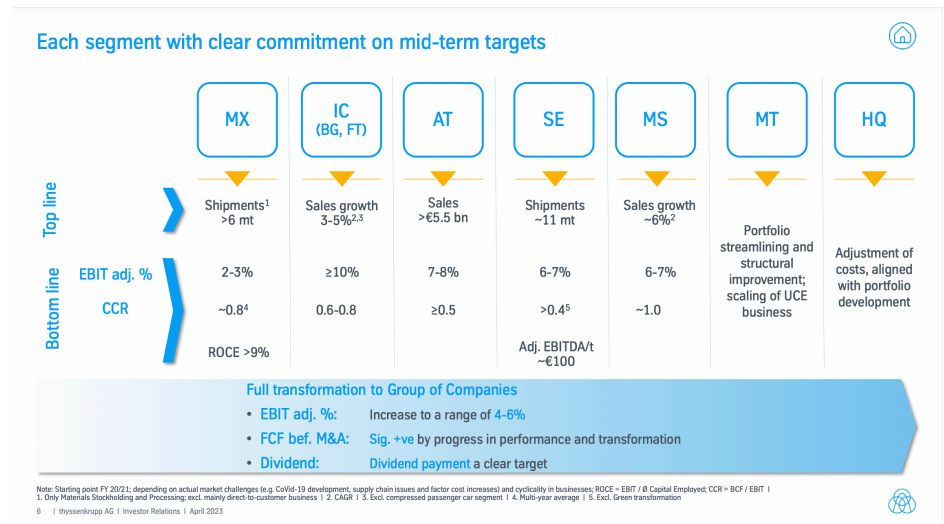 Each segment with clear commitment on mid-term targets
MX
IC
(BG, FT)
AT
SE
MS
MT
HQ
Top line
Shipments¹
>6 mt
Sales growth
3-5%²,³
Sales
>€5.5 bn
Shipments
~11 mt
Sales growth
~6%²
Portfolio
streamlining and
structural
improvement;
scaling of UCE
business
Adjustment of
costs, aligned
with portfolio
development
Bottom line
EBIT adj. %
2-3%
≥10%
7-8%
6-7%
6-7%
CCR
~0.8⁴
0.6-0.8
≥0.5
>0.4⁵
~1.0
ROCE >9%
Adj. EBITDA/t
~€100
Full transformation to Group of Companies
• EBIT adj. %: Increase to a range of 4-6%
• FCF bef. M&A: Sig. +ve by progress in performance and transformation
• Dividend: Dividend payment a clear target
Note: Starting point FY 20/21; depending on actual market challenges (e.g. CoVid-19 development, supply chain issues and factor cost increases) and cyclicality in businesses; ROCE = EBIT / Ø Capital Employed; CCR = BCF / EBIT |
1. Only Materials Stockholding and Processing; excl. mainly direct-to-customer business | 2. CAGR | 3. Excl. compressed passenger car segment | 4. Multi-year average | 5. Excl. Green transformation
6 | thyssenkrupp AG | Investor Relations | April 2023